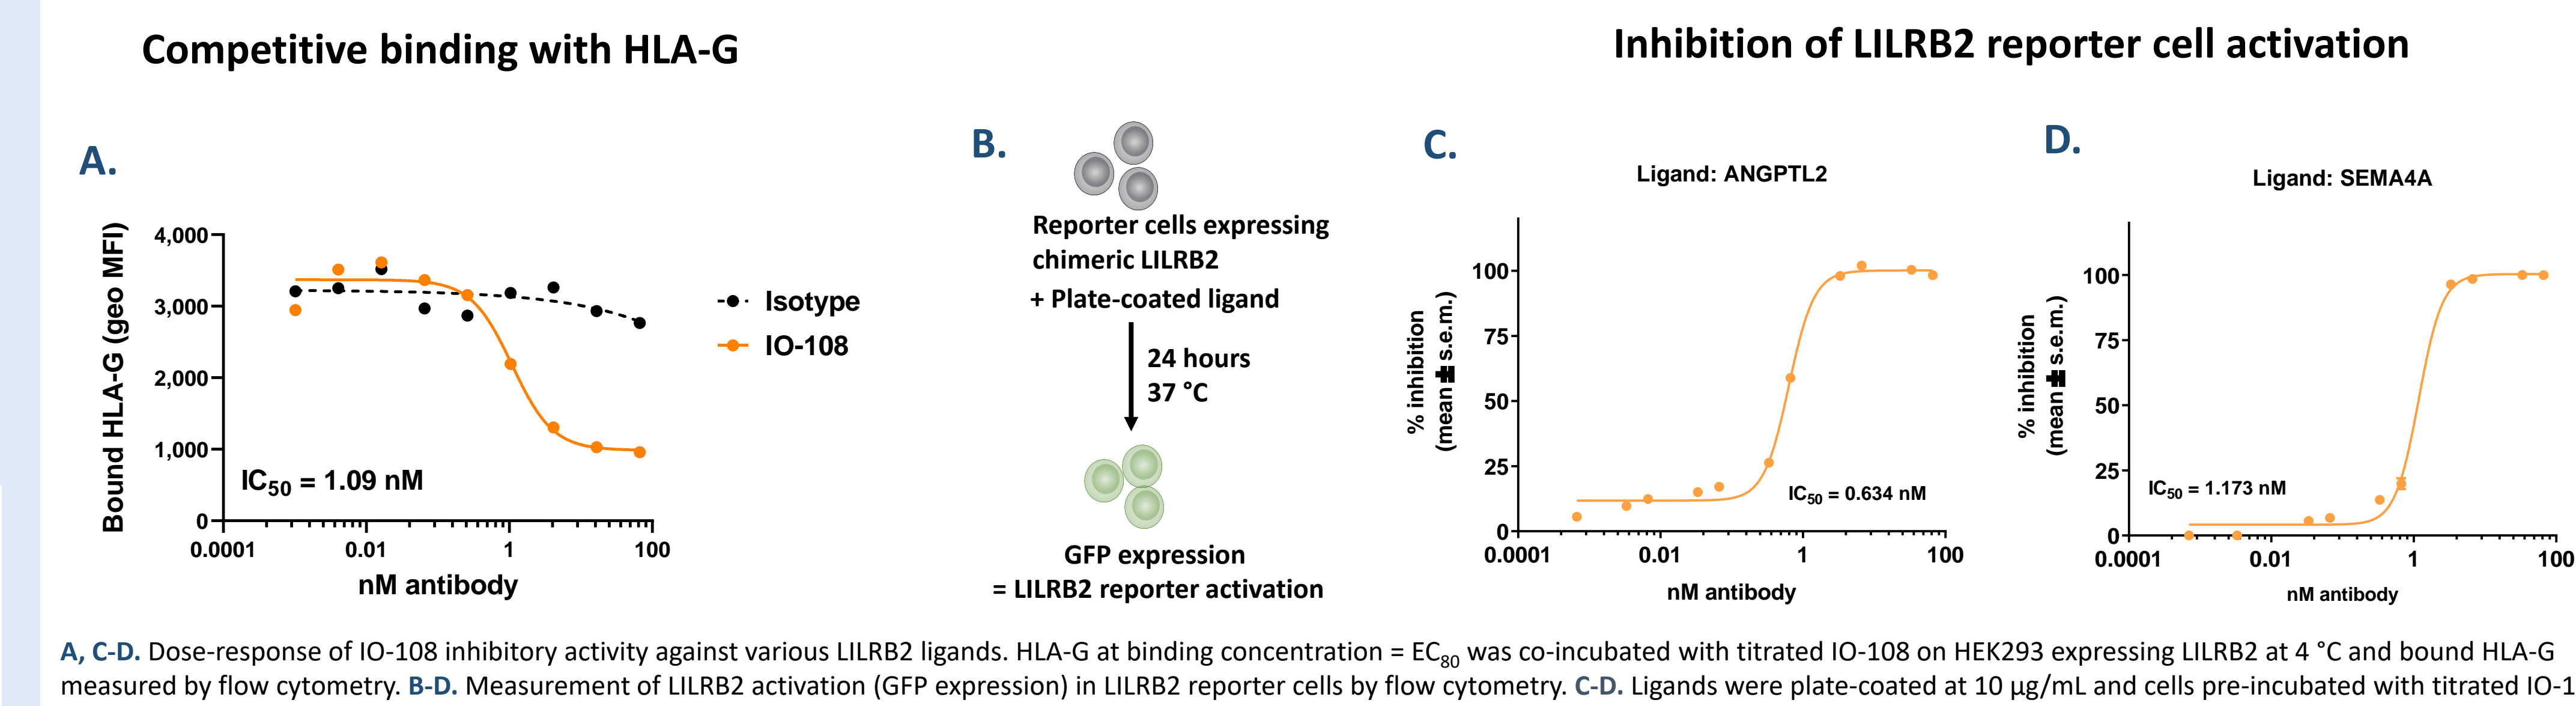 Competitive binding with HLA-G
Inhibition of LILRB2 reporter cell activation
A.
Bound HLA-G (geo MFI)
4,000
3,000
2,000
1,000
0
0.0001
0.01
1
100
nM antibody
IC50 = 1.09 nM
Isotype
IO-108
B.
Reporter cells expressing
chimeric LILRB2
+ Plate-coated ligand
24 hours
37 °C
GFP expression
= LILRB2 reporter activation
C.
Ligand: ANGPTL2
% inhibition
(mean ± s.e.m.)
100
75
50
25
0
0.0001
0.01
1
100
nM antibody
IC50 = 0.634 nM
D.
Ligand: SEMA4A
% inhibition
(mean ± s.e.m.)
100
75
50
25
0
0.0001
0.01
1
100
nM antibody
IC50 = 1.173 nM
A, C-D. Dose-response of IO-108 inhibitory activity against various LILRB2 ligands. HLA-G at binding concentration = EC80 was co-incubated with titrated IO-108 on HEK293 expressing LILRB2 at 4 °C and bound HLA-G
measured by flow cytometry. B-D. Measurement of LILRB2 activation (GFP expression) in LILRB2 reporter cells by flow cytometry. C-D. Ligands were plate-coated at 10 µg/mL and cells pre-incubated with titrated IO-1